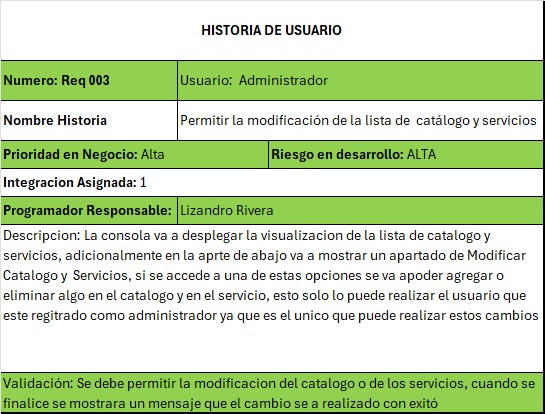 HISTORIA DE USUARIO
Numero: Req 003 Usuario: Administrador
Nombre Historia Permitir la modificación de la lista de catálogo y servicios
Prioridad en Negocio: Alta Riesgo en desarrollo: ALTA
Integracion Asignada: 1
Programador Responsable: Lizandro Rivera
Descripcion: La consola va a desplegar la visualizacion de la lista de catalogo y
servicios, adicionalmente en la aprte de abajo va a mostrar un apartado de Modificar
Catalogo y Servicios, si se accede a una de estas opciones se va apoder agregar o
eliminar algo en el catalogo y en el servicio, esto solo lo puede realizar el usuario que
este regitrado como administrador ya que es el unico que puede realizar estos cambios
Validación: Se debe permitir la modificacion del catalogo o de los servicios, cuando se
finalice se mostrara un mensaje que el cambio se a realizado con exitó